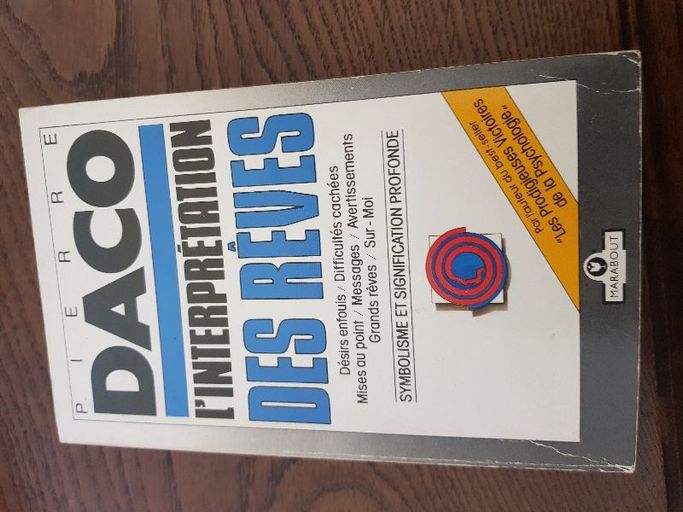 PIERRE
DACO
L'INTERPRÉTATION
DES RÊVES
Désirs enfouis / Difficultés cachées
Mises au point / Messages / Avertissements
Grands rêves / Sur-Moi
SYMBOLISME ET SIGNIFICATION PROFONDE
Par l'auteur du best-seller
"Les Prodigieuses Victoires
de la Psychologie"
MARABOUT